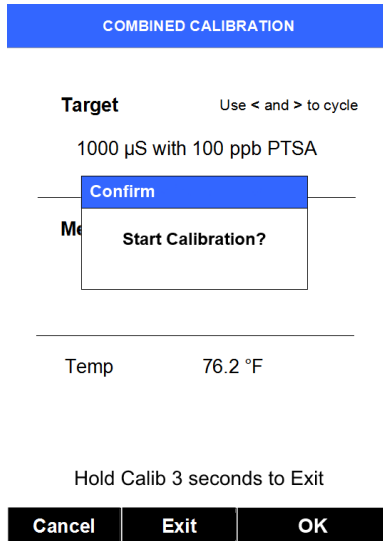 COMBINED CALIBRATION
Target Use < and > to cycle
1000 µS with 100 ppb PTSA
Confirm
Start Calibration?
Temp 76.2 °F
Hold Calib 3 seconds to Exit
Cancel Exit OK